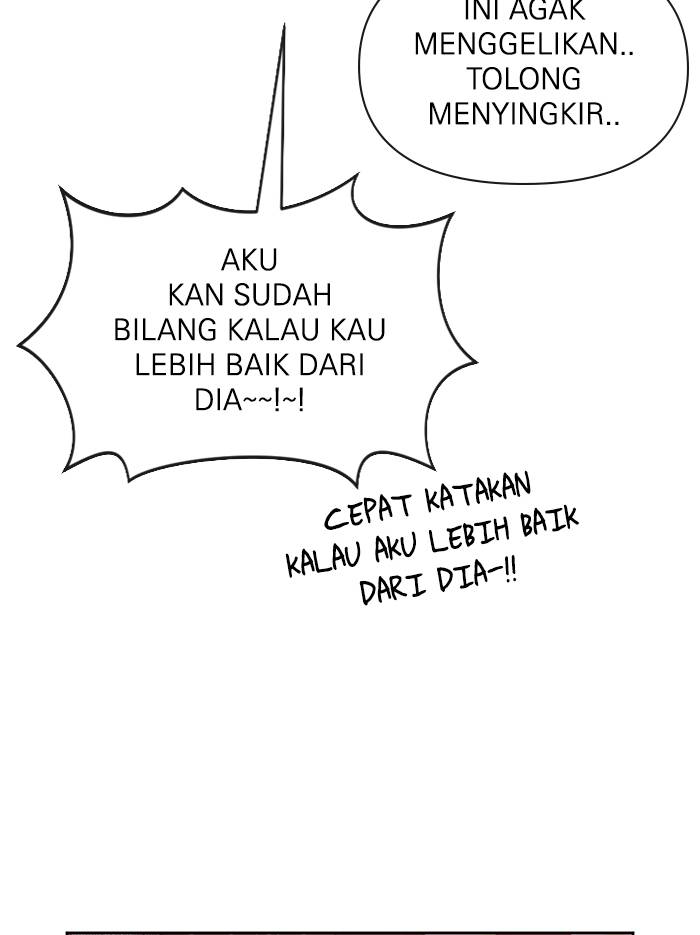 INI AGAK
MENGGELIKAN..
TOLONG
MENYINGKIR..
AKU
KAN SUDAH
BILANG KALAU KAU
LEBIH BAIK DARI
DIA~~!~!
CEPAT KATAKAN
KALAU AKU LEBIH BAIK
DARI DIA-!!